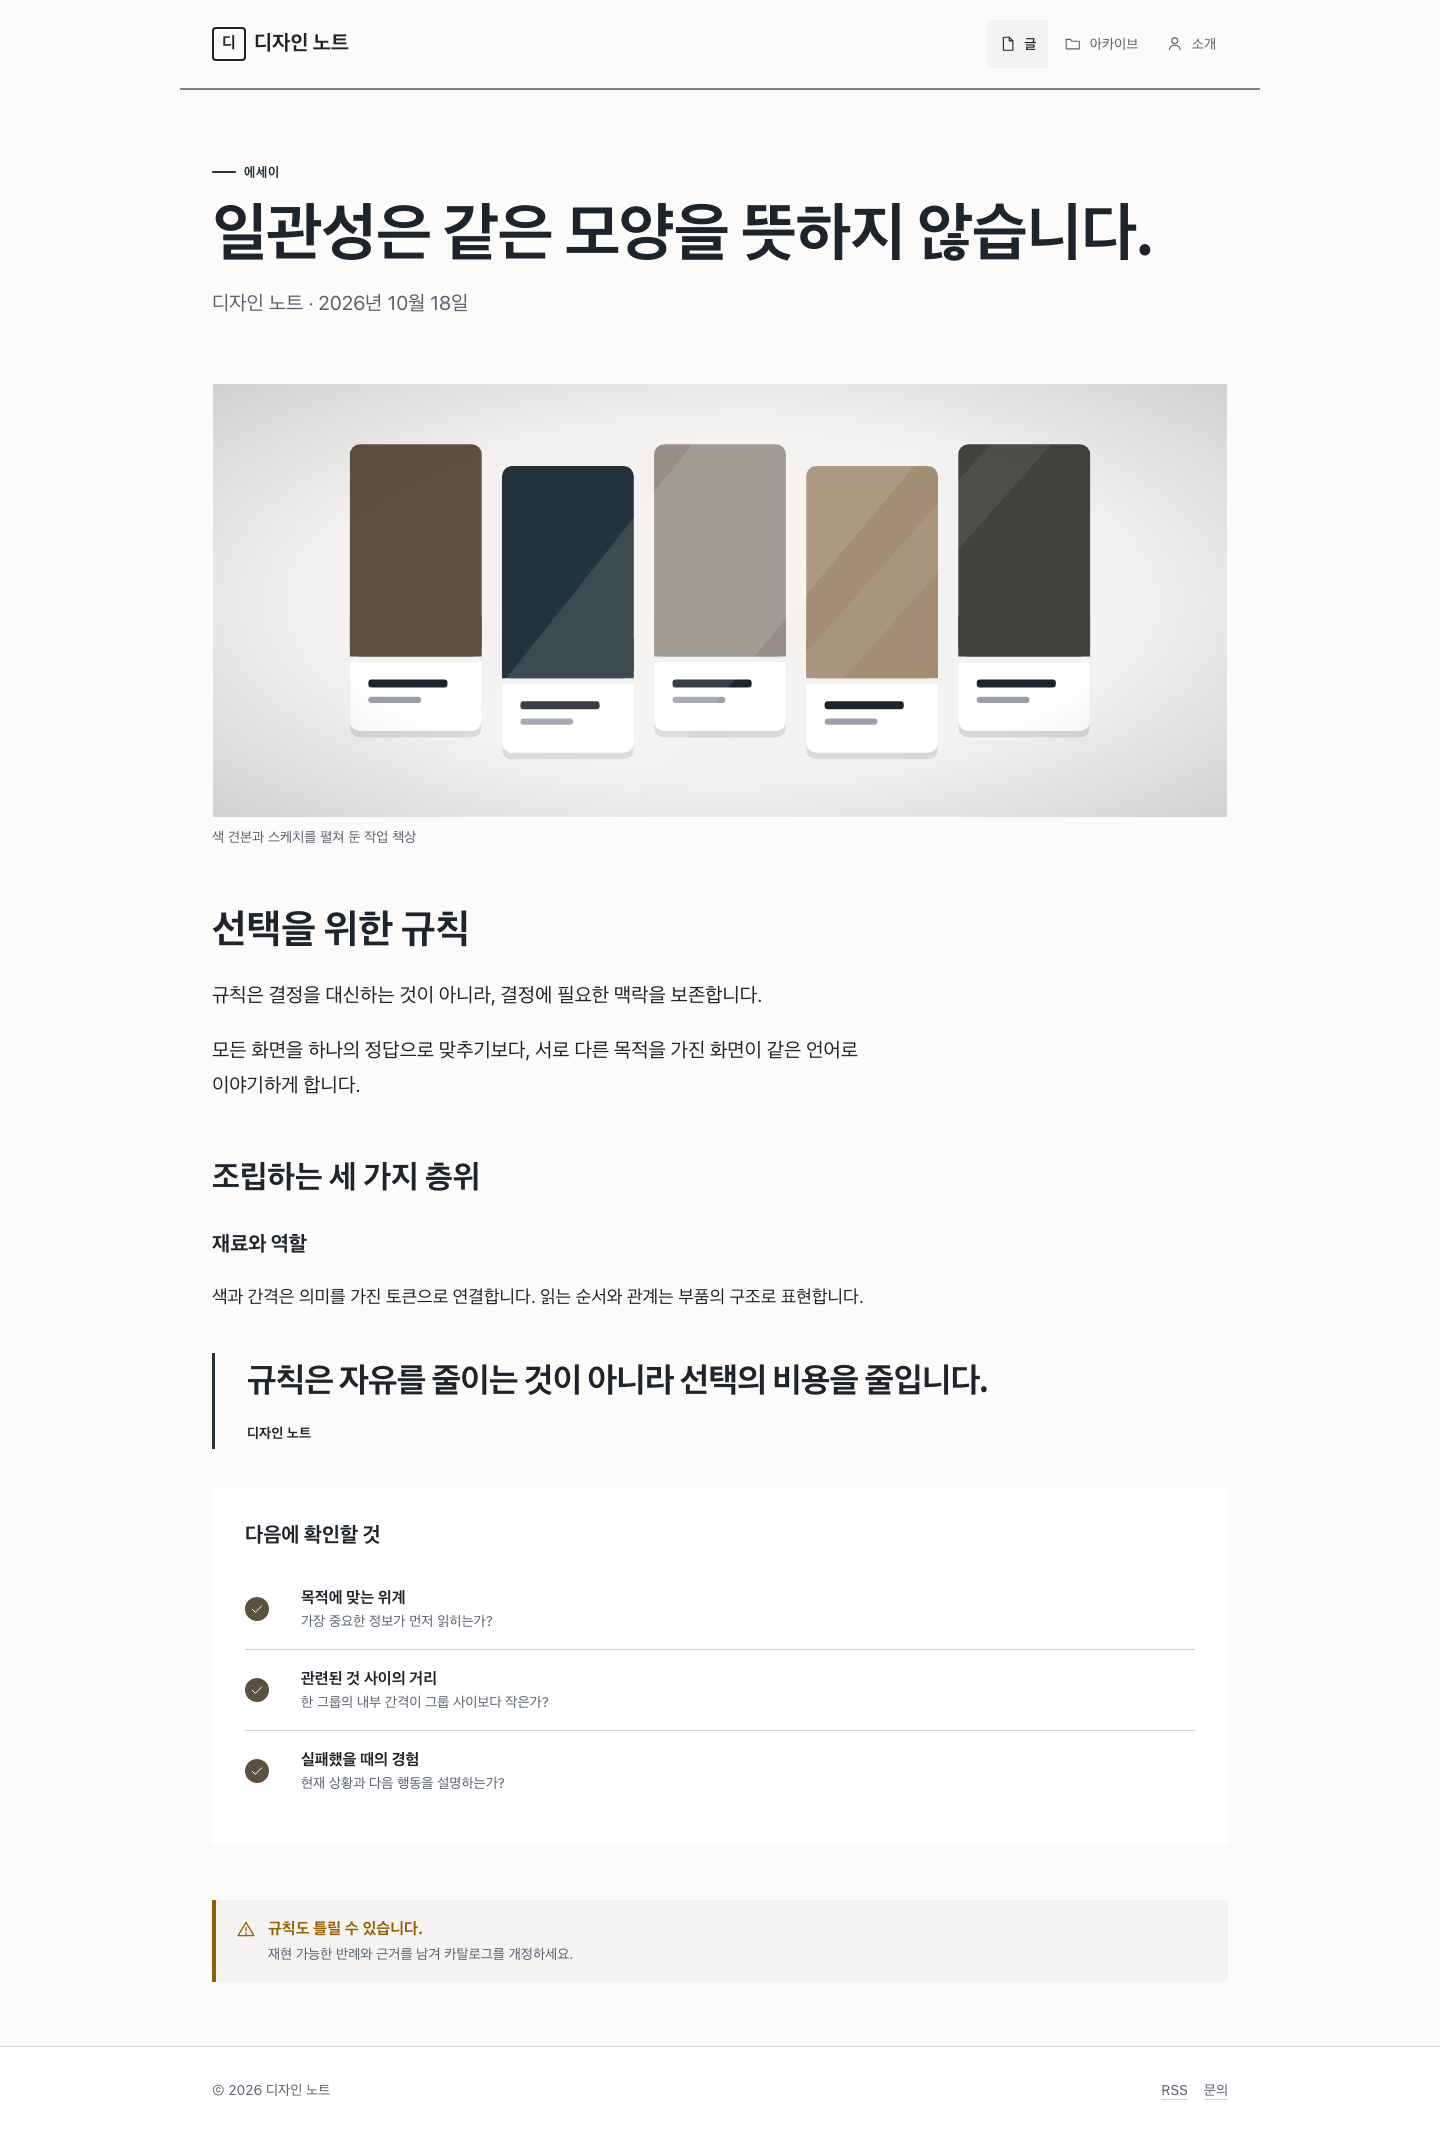 디 디자인 노트
글 아카이브 소개
에세이
일관성은 같은 모양을 뜻하지 않습니다.
디자인 노트 · 2026년 10월 18일
색 견본과 스케치를 펼쳐 둔 작업 책상
선택을 위한 규칙
규칙은 결정을 대신하는 것이 아니라, 결정에 필요한 맥락을 보존합니다.
모든 화면을 하나의 정답으로 맞추기보다, 서로 다른 목적을 가진 화면이 같은 언어로
이야기하게 합니다.
조립하는 세 가지 층위
재료와 역할
색과 간격은 의미를 가진 토큰으로 연결합니다. 읽는 순서와 관계는 부품의 구조로 표현합니다.
규칙은 자유를 줄이는 것이 아니라 선택의 비용을 줄입니다.
디자인 노트
다음에 확인할 것
목적에 맞는 위계
가장 중요한 정보가 먼저 읽히는가?
관련된 것 사이의 거리
한 그룹의 내부 간격이 그룹 사이보다 작은가?
실패했을 때의 경험
현재 상황과 다음 행동을 설명하는가?
규칙도 틀릴 수 있습니다.
재현 가능한 반례와 근거를 남겨 카탈로그를 개정하세요.
© 2026 디자인 노트
RSS 문의